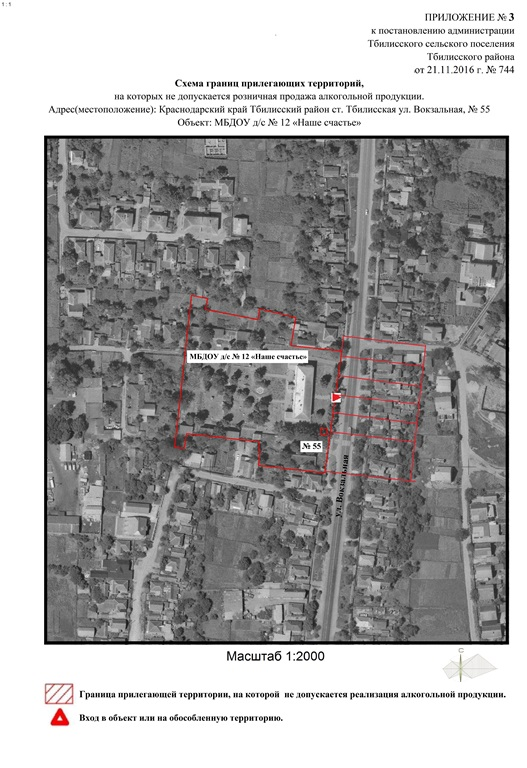 1:1
ПРИЛОЖЕНИЕ № 3
к постановлению администрации
Тбилисского сельского поселения
Тбилисского района
от 21.11.2016 г. № 744
Схема границ прилегающих территорий,
на которых не допускается розничная продажа алкогольной продукции.
Адрес(местоположение): Краснодарский край Тбилисский район ст. Тбилисская ул. Вокзальная, № 55
Объект: МБДОУ д/с № 12 «Наше счастье»
МБДОУ д/с № 12 «Наше счастье»
№ 55
ул. Вокзальная
Масштаб 1:2000
С
Граница прилегающей территории, на которой не допускается реализация алкогольной продукции.
Вход в объект или на обособленную территорию.